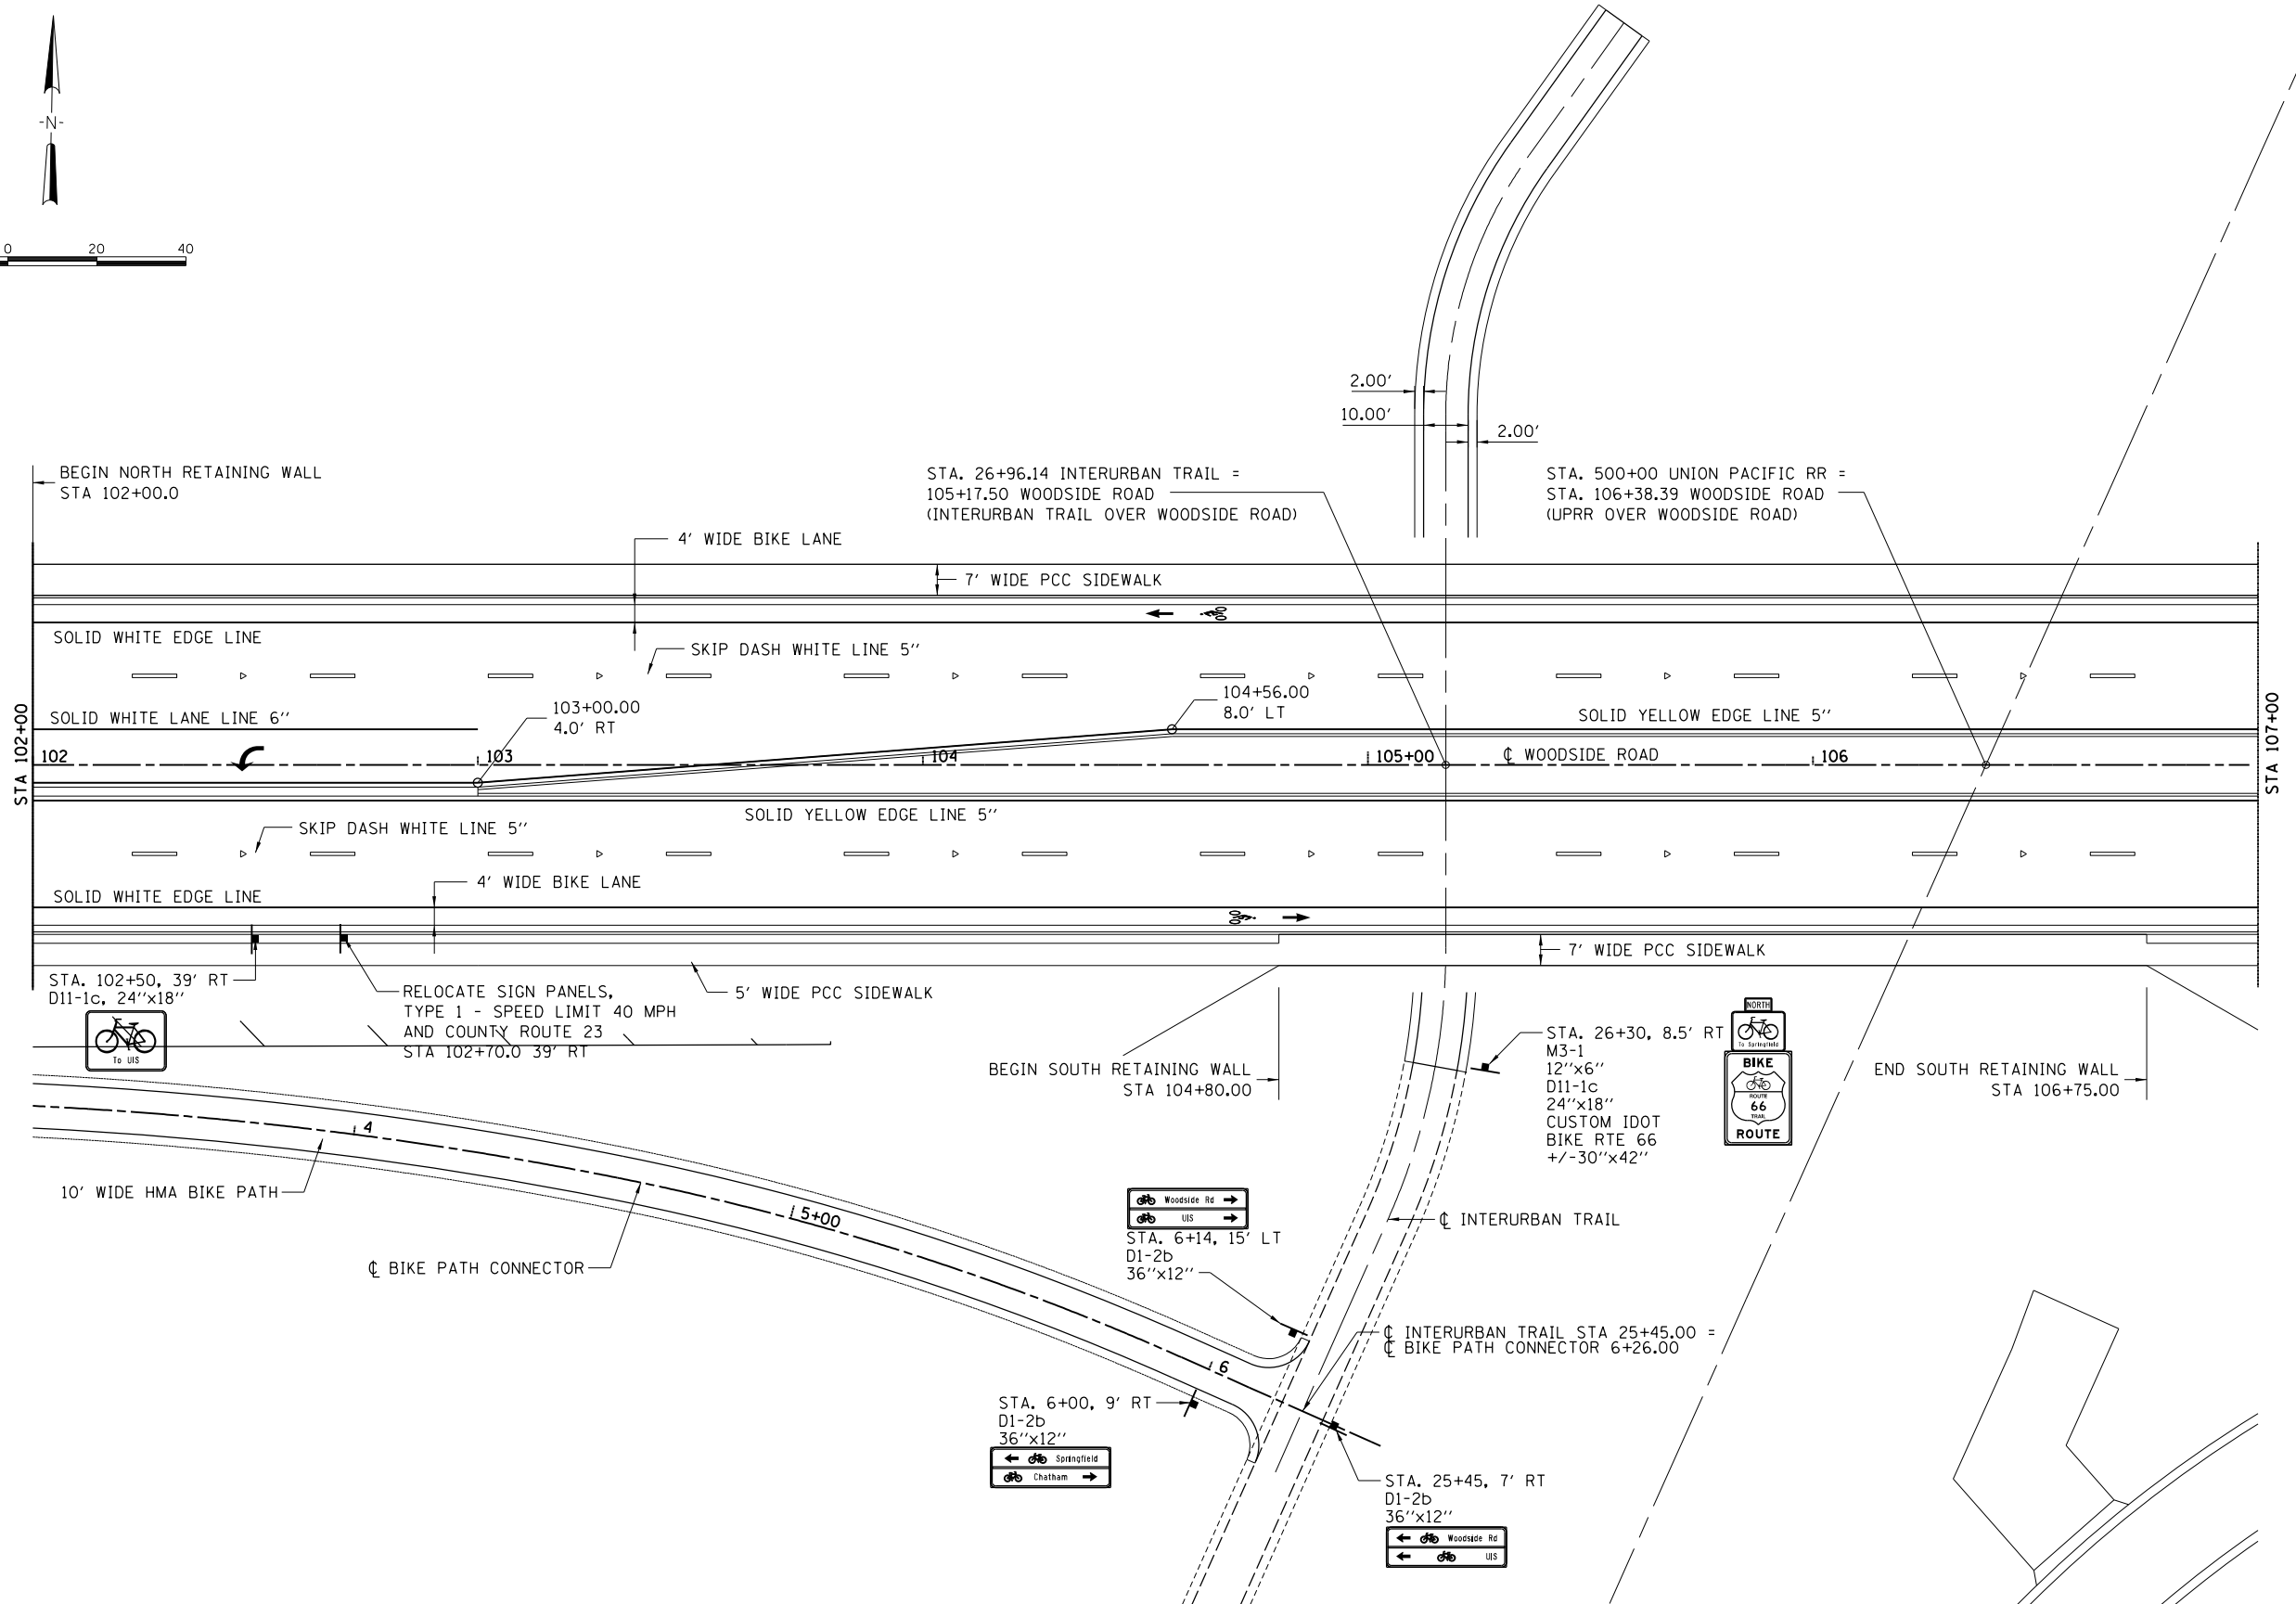 -N-
0 20 40
2.00'
10.00'
2.00'
BEGIN NORTH RETAINING WALL
STA 102+00.0
STA. 26+96.14 INTERURBAN TRAIL =
105+17.50 WOODSIDE ROAD
(INTERURBAN TRAIL OVER WOODSIDE ROAD)
STA. 500+00 UNION PACIFIC RR =
STA. 106+38.39 WOODSIDE ROAD
(UPRR OVER WOODSIDE ROAD)
4' WIDE BIKE LANE
7' WIDE PCC SIDEWALK
SOLID WHITE EDGE LINE
SKIP DASH WHITE LINE 5''
STA 102+00
SOLID WHITE LANE LINE 6''
103+00.00
4.0' RT
104+56.00
8.0' LT
SOLID YELLOW EDGE LINE 5''
STA 107+00
102
103
104
105+00
℄ WOODSIDE ROAD
106
SOLID YELLOW EDGE LINE 5''
SKIP DASH WHITE LINE 5''
4' WIDE BIKE LANE
SOLID WHITE EDGE LINE
7' WIDE PCC SIDEWALK
STA. 102+50, 39' RT
D11-1c, 24''x18''
To UIS
RELOCATE SIGN PANELS,
TYPE 1 - SPEED LIMIT 40 MPH
AND COUNTY ROUTE 23
STA 102+70.0 39' RT
5' WIDE PCC SIDEWALK
BEGIN SOUTH RETAINING WALL
STA 104+80.00
STA. 26+30, 8.5' RT
M3-1
12''x6''
D11-1c
24''x18''
CUSTOM IDOT
BIKE RTE 66
+/-30''x42''
NORTH
To Springfield
BIKE
ROUTE
66
TRAIL
ROUTE
END SOUTH RETAINING WALL
STA 106+75.00
4
10' WIDE HMA BIKE PATH
5+00
℄ BIKE PATH CONNECTOR
Woodside Rd
UIS
STA. 6+14, 15' LT
D1-2b
36''x12''
℄ INTERURBAN TRAIL
℄ INTERURBAN TRAIL STA 25+45.00 =
℄ BIKE PATH CONNECTOR 6+26.00
6
STA. 6+00, 9' RT
D1-2b
36''x12''
Springfield
Chatham
STA. 25+45, 7' RT
D1-2b
36''x12''
Woodside Rd
UIS